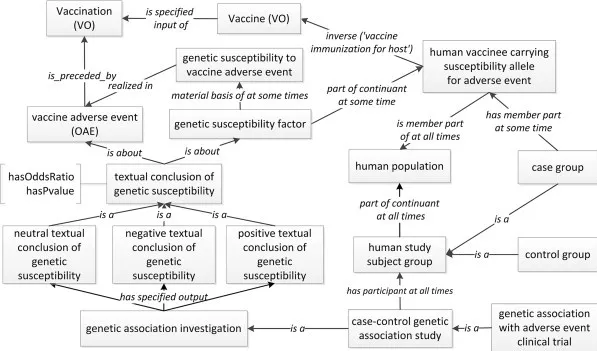 Vaccination
(VO)
is specified
input of
Vaccine (VO)
inverse ('vaccine
immunization for host')
human vaccinee carrying
susceptibility allele
for adverse event
genetic susceptibility to
vaccine adverse event
is_preceded_by
realized in
material basis of at some times
part of continuant
at some time
vaccine adverse event
(OAE)
genetic susceptibility factor
is member part
of at all times
has member part
at some time
is about
is about
hasOddsRatio
hasPvalue
textual conclusion of
genetic susceptibility
human population
case group
is a
is a
is a
part of continuant
at all times
is a
neutral textual
conclusion of
genetic
susceptibility
negative textual
conclusion of
genetic
susceptibility
positive textual
conclusion of
genetic
susceptibility
human study
subject group
is a
control group
has specified output
has participant at all times
genetic association investigation
is a
case-control genetic
association study
is a
genetic association
with adverse event
clinical trial